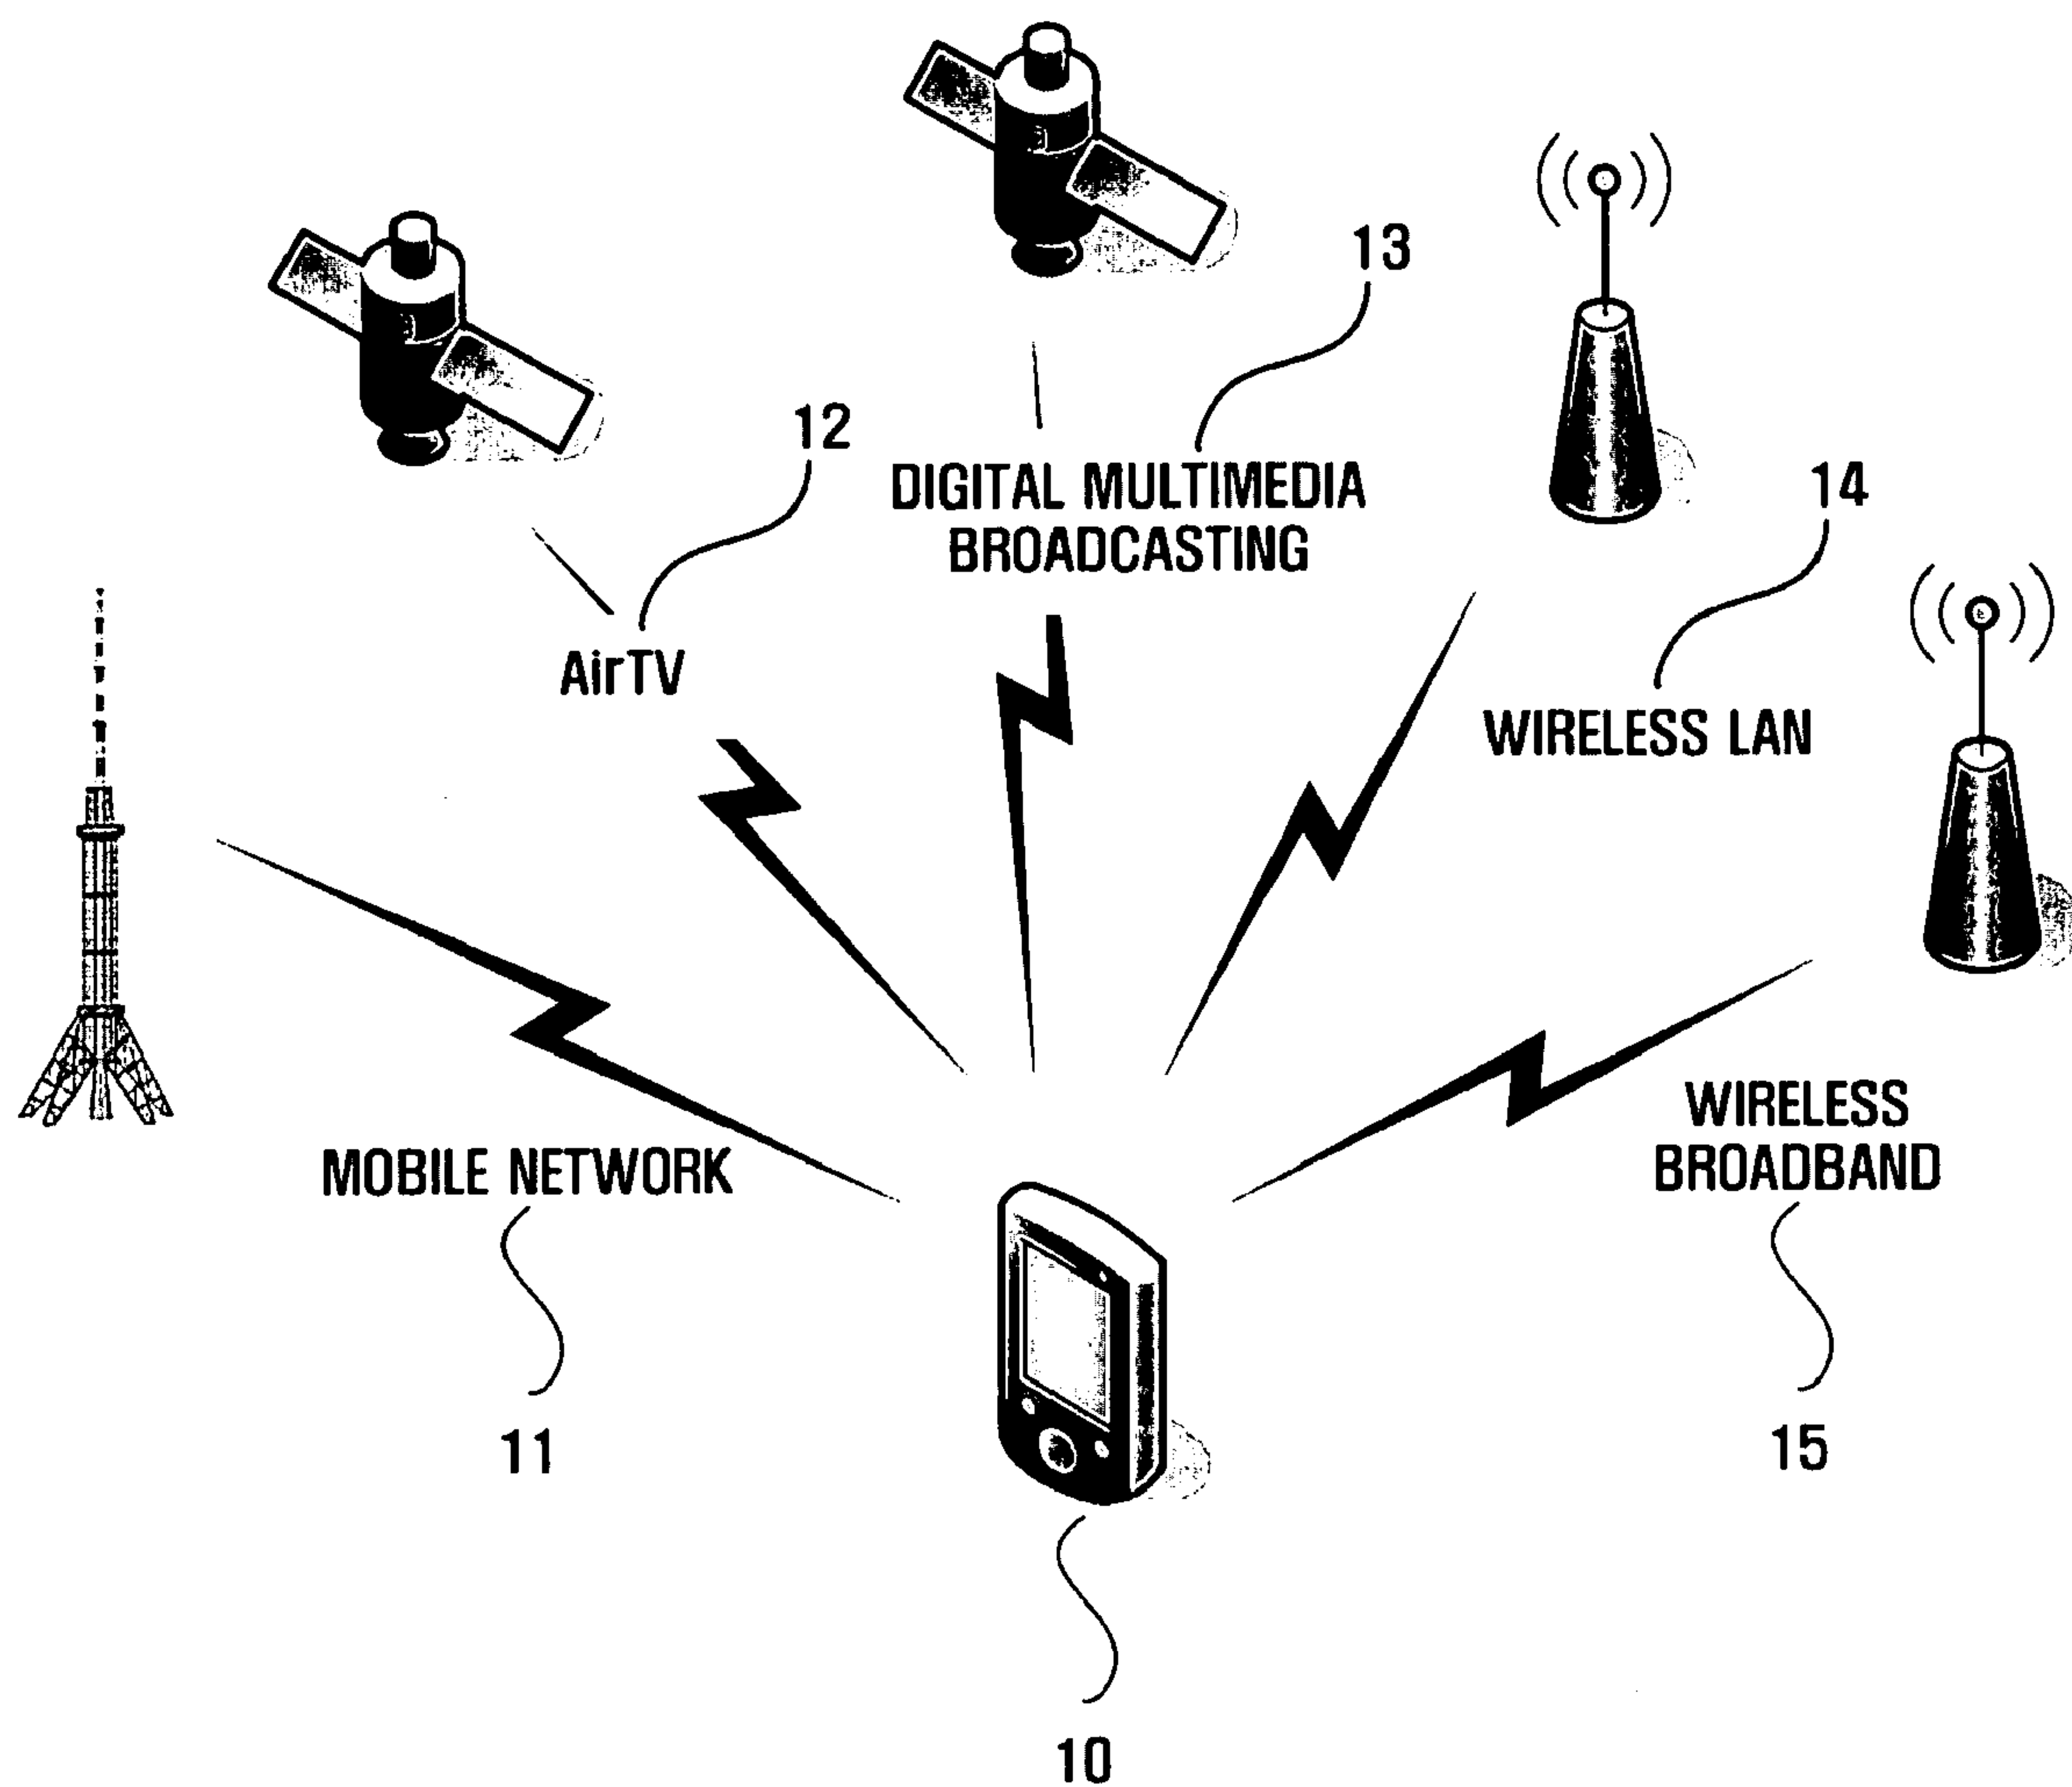 13
12
DIGITAL MULTIMEDIA
BROADCASTING
14
AirTV
WIRELESS LAN
WIRELESS
BROADBAND
MOBILE NETWORK
11
15
10